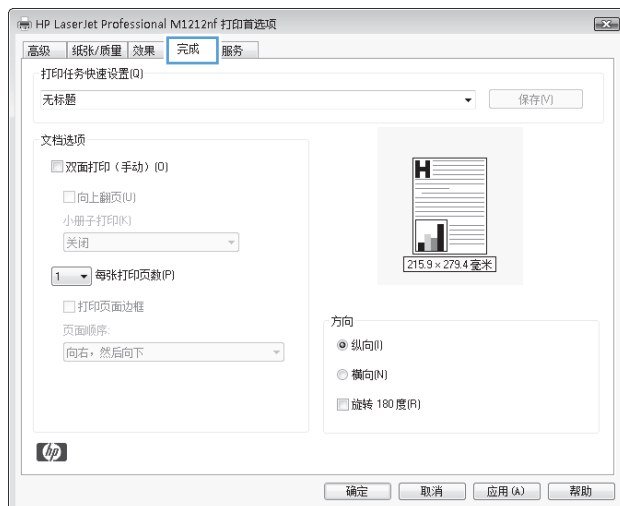 HP LaserJet Professional M1212nf 打印首选项
高级 纸张/质量 效果 完成 服务
打印任务快速设置(Q)
无标题 保存(V)
文档选项
双面打印（手动）(O)
向上翻页(U)
小册子打印(K)
关闭
1 每张打印页数(P)
打印页面边框
页面顺序:
向右，然后向下
H
215.9 × 279.4 毫米
方向
纵向(I)
横向(N)
旋转 180 度(R)
hp
确定 取消 应用(A) 帮助